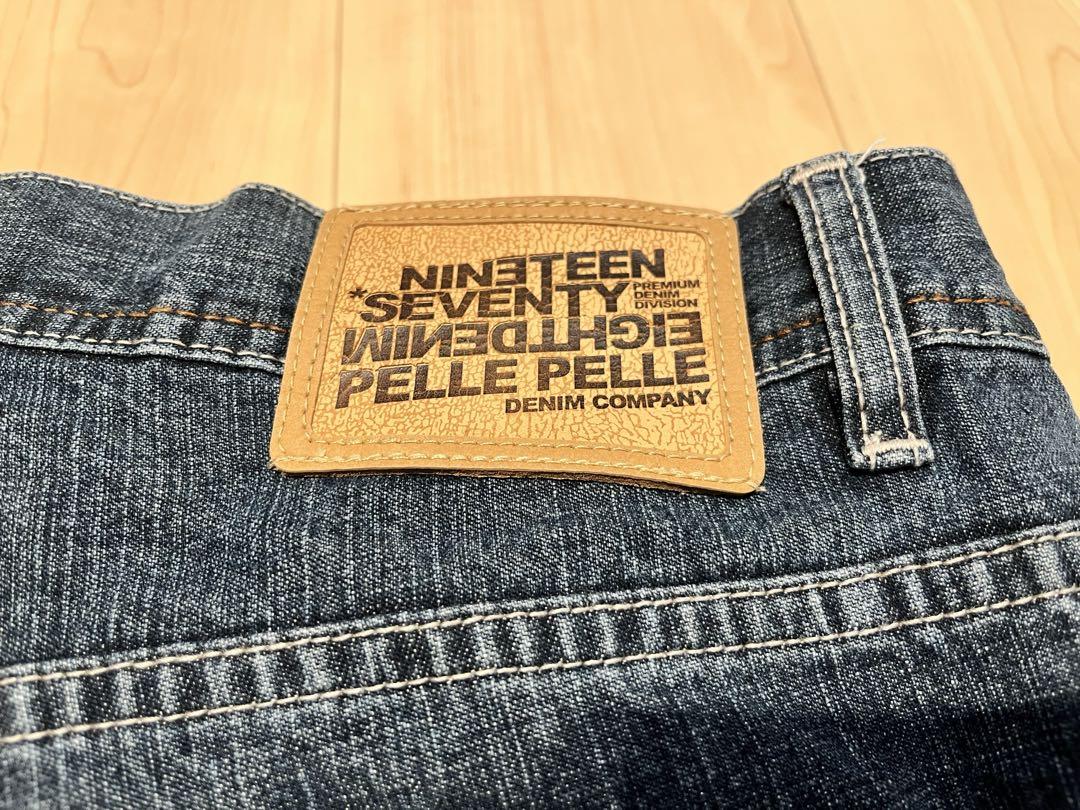 NINETEEN
*SEVENTY
PREMIUM
DENIM
DIVISION
EIGHTDENIM
PELLE PELLE
DENIM COMPANY